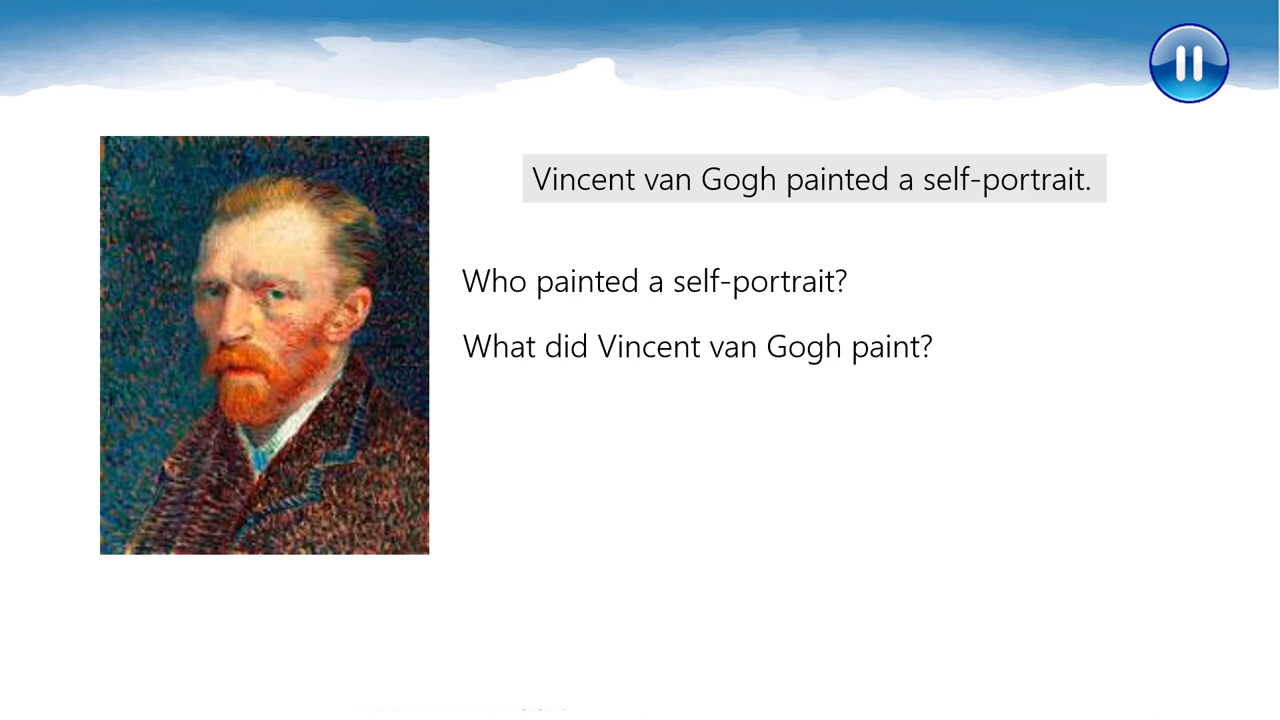 Vincent van Gogh painted a self-portrait.
Who painted a self-portrait?
What did Vincent van Gogh paint?